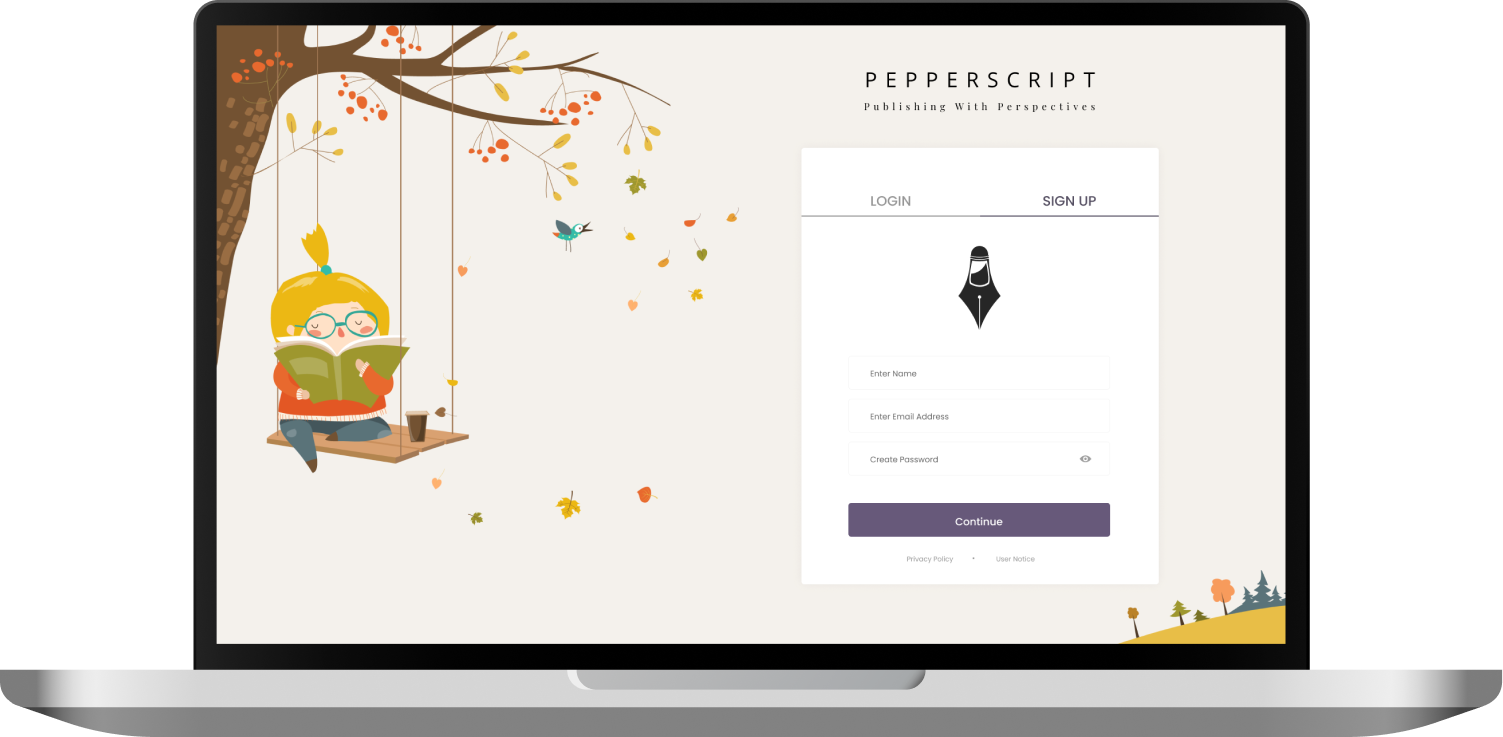 PEPPERSCRIPT
Publishing With Perspectives
LOGIN SIGN UP
Enter Name
Enter Email Address
Create Password
Continue
Privacy Policy • User Notice